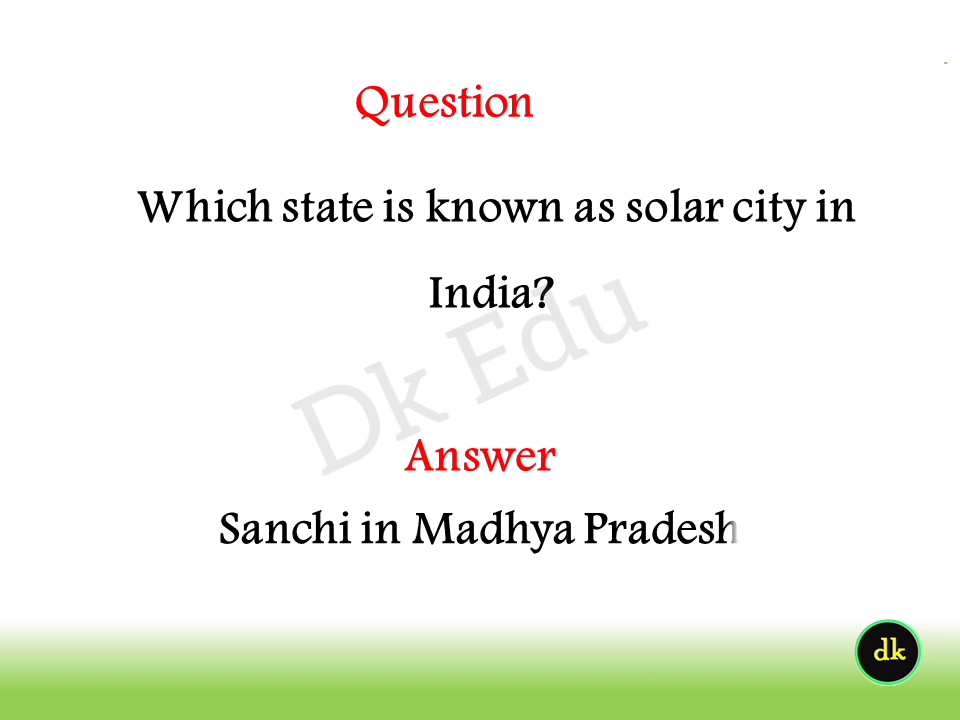 Question
Which state is known as solar city in
India?
Dk Edu
Answer
Sanchi in Madhya Pradesh
dk